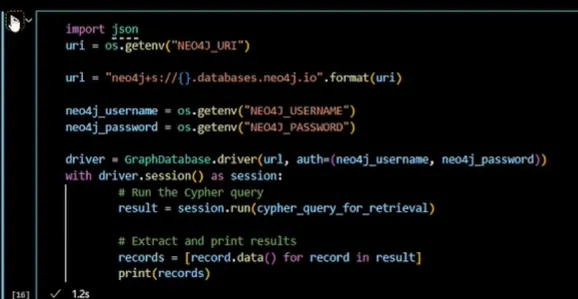 import json
uri = os.getenv("NEO4J_URI")
url = "neo4j+s://{}.databases.neo4j.io".format(uri)
neo4j_username = os.getenv("NEO4J_USERNAME")
neo4j_password = os.getenv("NEO4J_PASSWORD")
driver = GraphDatabase.driver(url, auth=(neo4j_username, neo4j_password))
with driver.session() as session:
# Run the Cypher query
result = session.run(cypher_query_for_retrieval)
# Extract and print results
records = [record.data() for record in result]
print(records)
[16] ✓ 1.2s